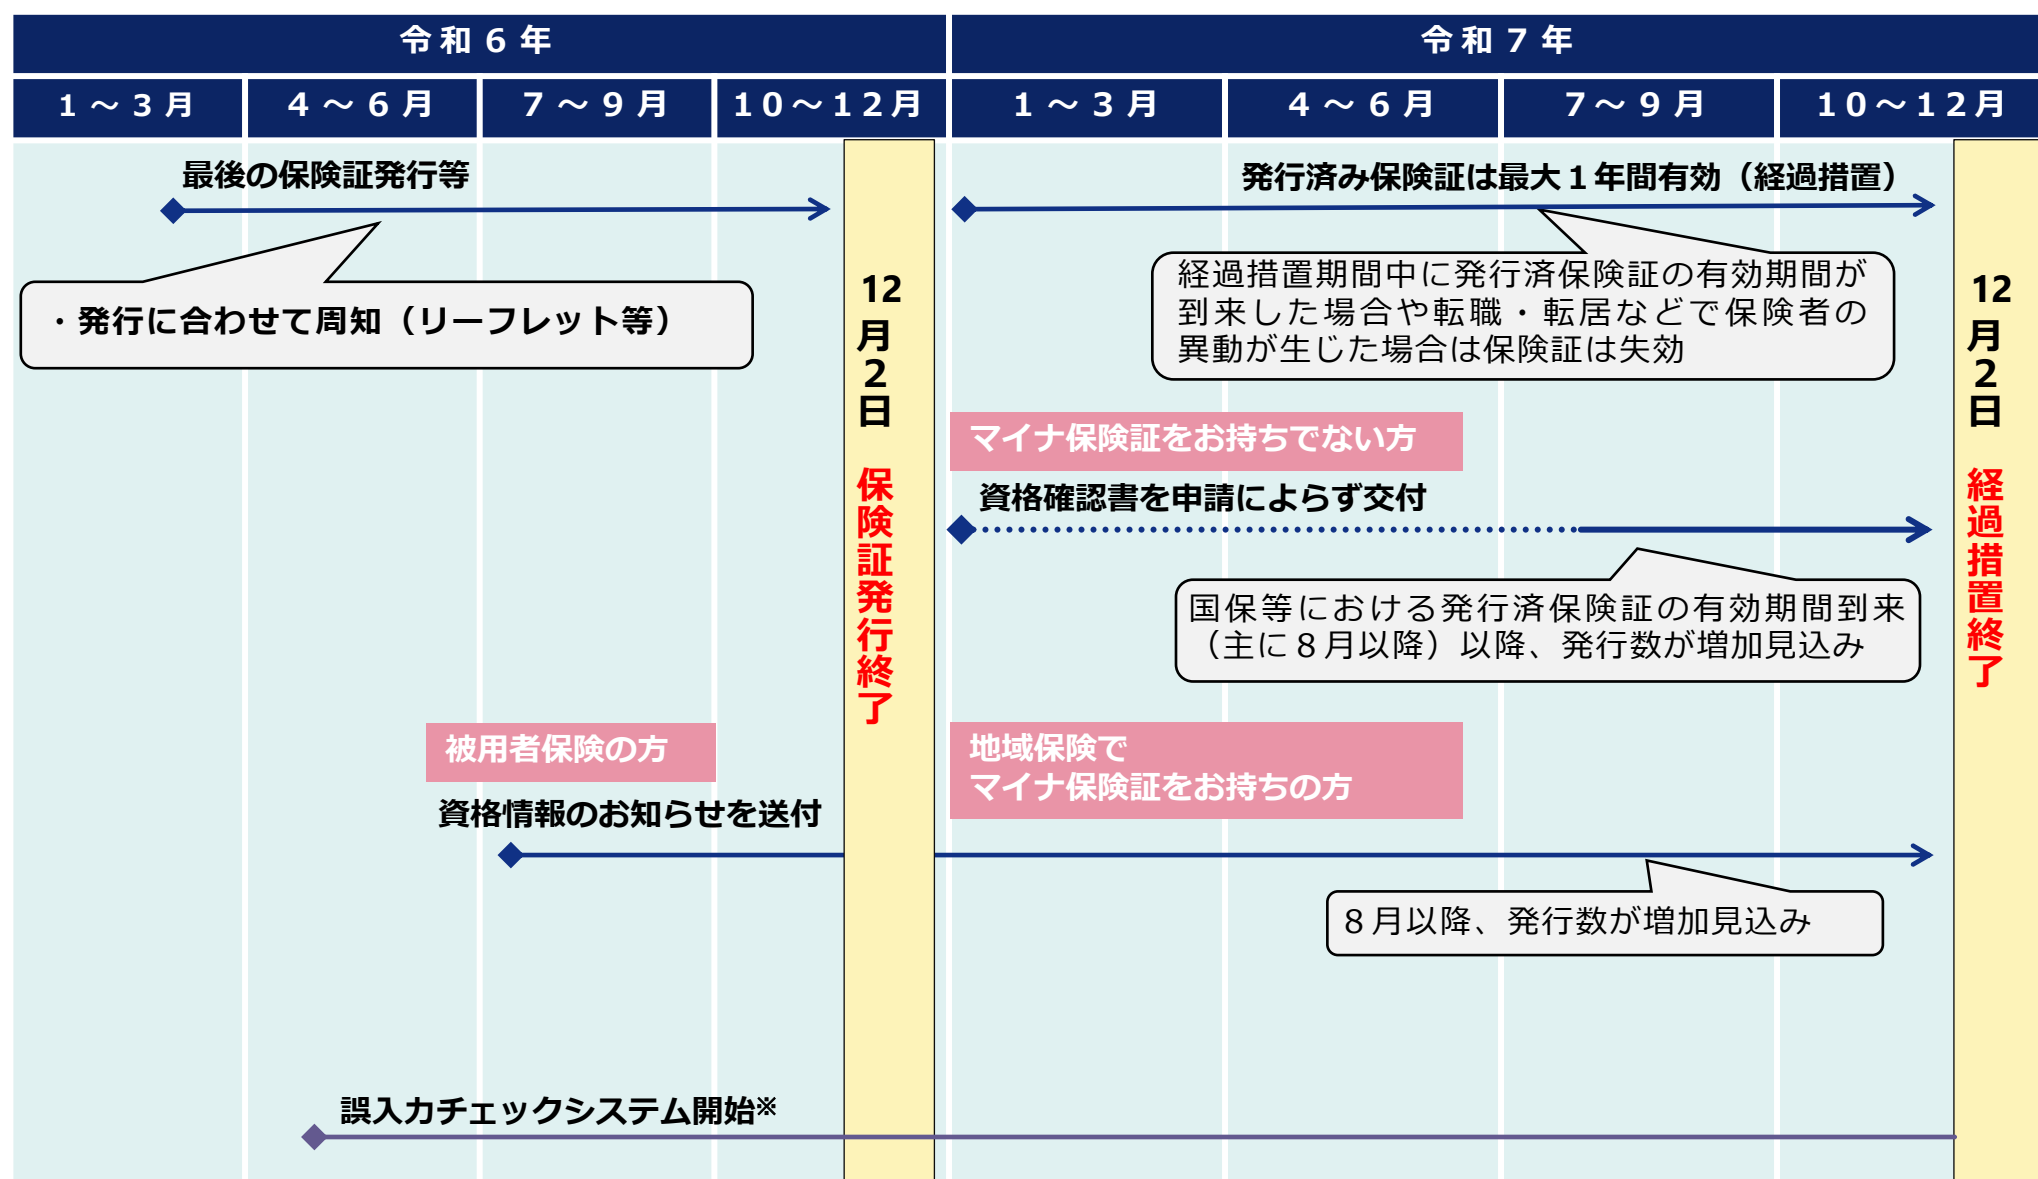 令和６年
令和７年
１～３月
４～６月
７～９月
１０～１２月
１～３月
４～６月
７～９月
１０～１２月
最後の保険証発行等
・発行に合わせて周知（リーフレット等）
12月２日　保険証発行終了
発行済み保険証は最大１年間有効（経過措置）
経過措置期間中に発行済保険証の有効期間が
到来した場合や転職・転居などで保険者の
異動が生じた場合は保険証は失効
マイナ保険証をお持ちでない方
資格確認書を申請によらず交付
国保等における発行済保険証の有効期間到来
（主に８月以降）以降、発行数が増加見込み
12月２日　経過措置終了
被用者保険の方
地域保険で
マイナ保険証をお持ちの方
資格情報のお知らせを送付
８月以降、発行数が増加見込み
誤入力チェックシステム開始※